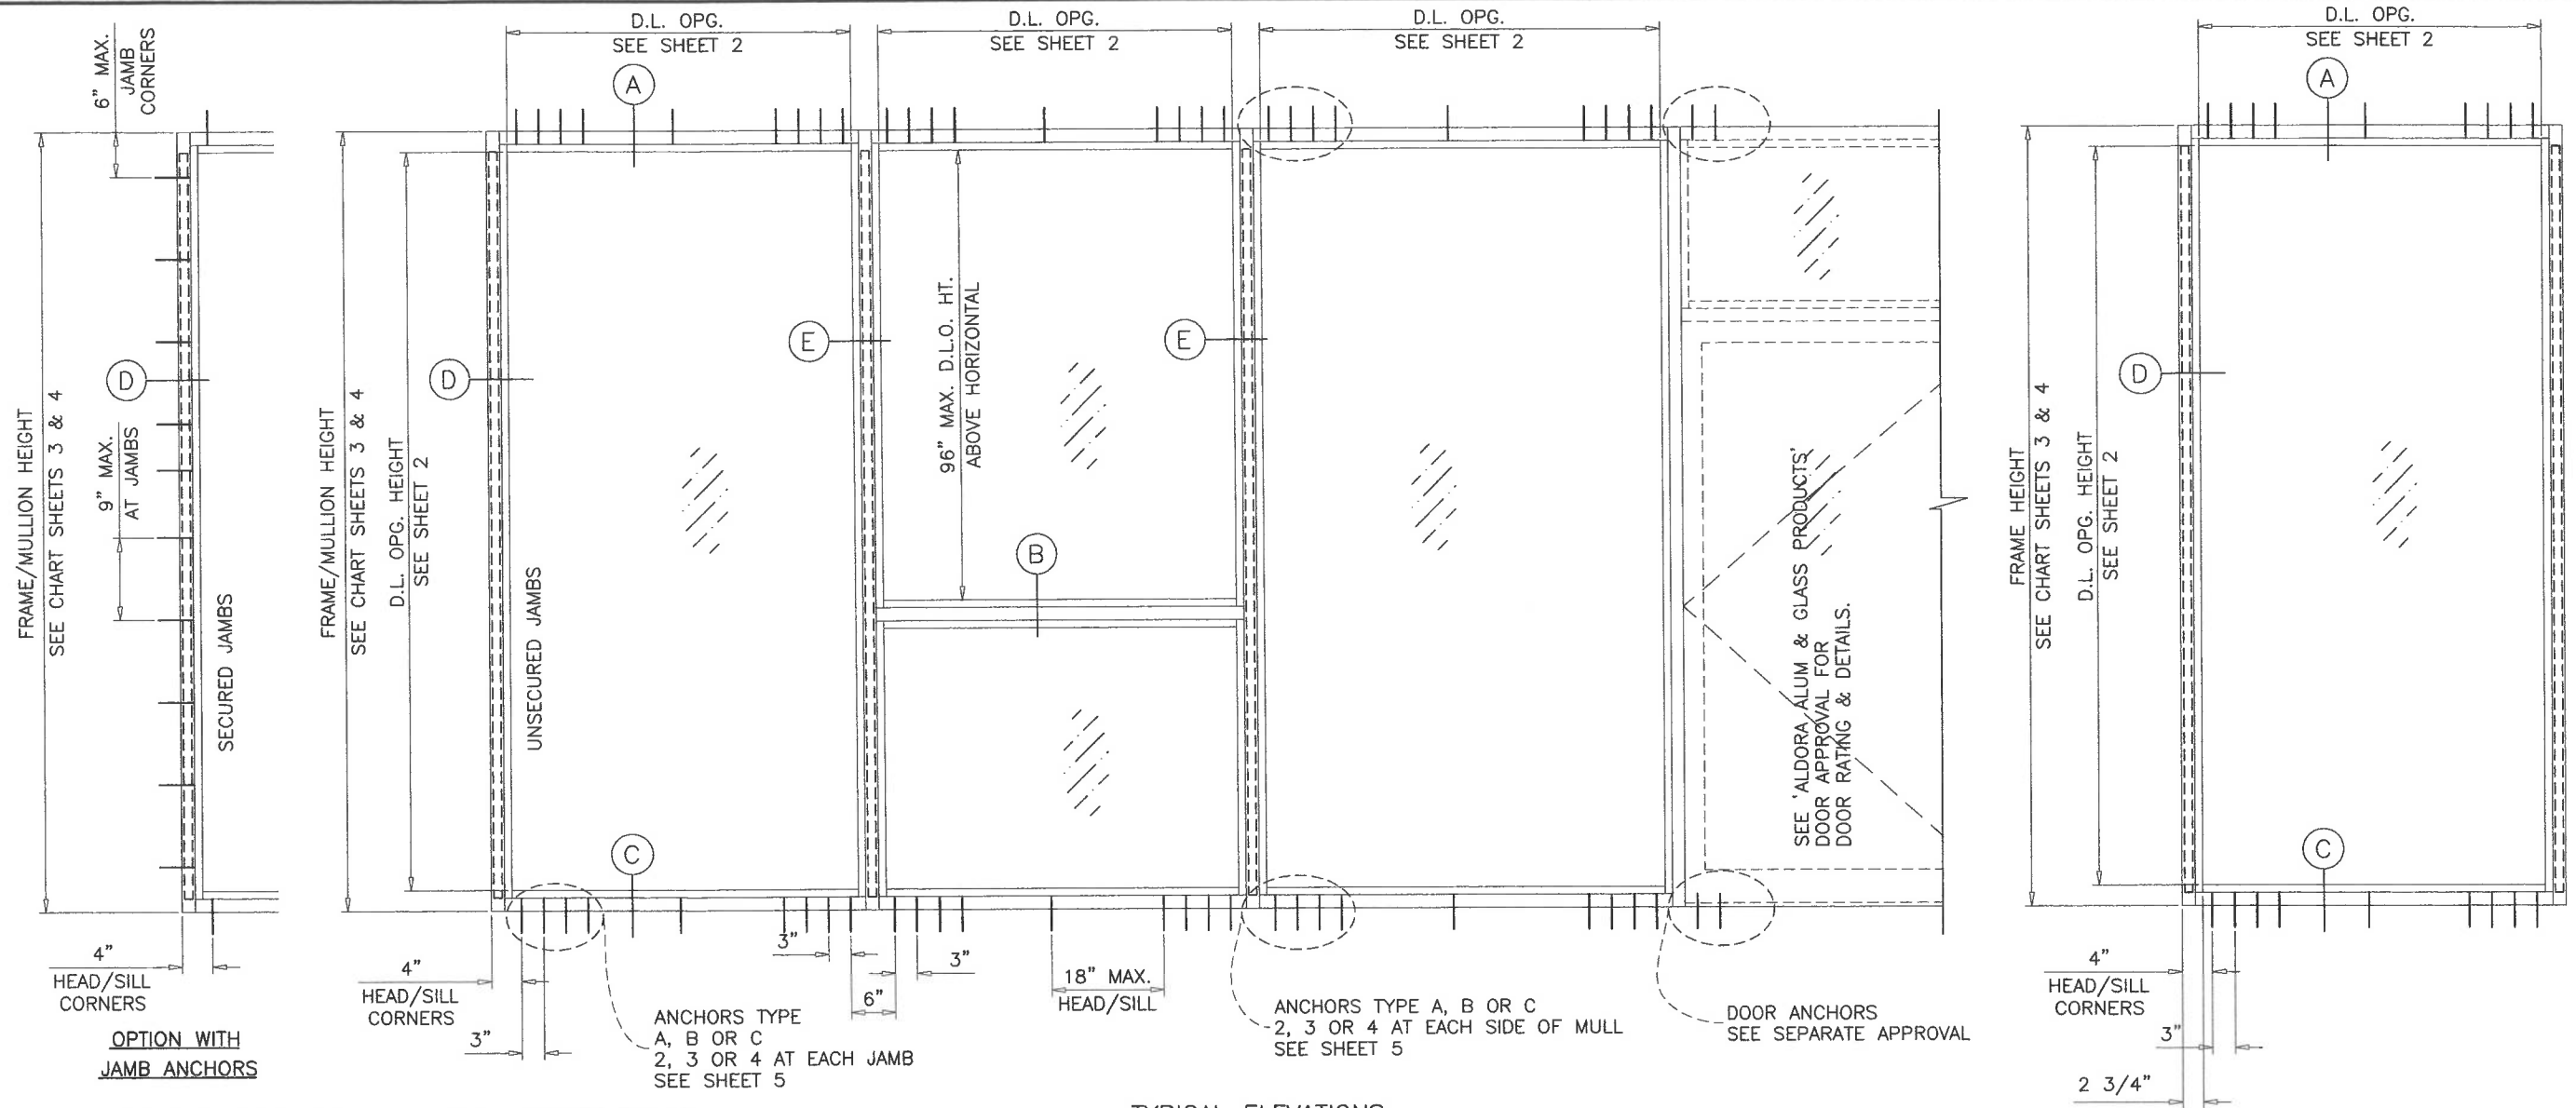 D.L. OPG.
SEE SHEET 2
D.L. OPG.
SEE SHEET 2
D.L. OPG.
SEE SHEET 2
D.L. OPG.
SEE SHEET 2
6" MAX.
JAMB
CORNERS
A
A
FRAME/MULLION HEIGHT
SEE CHART SHEETS 3 & 4
D
9" MAX.
AT JAMBS
SECURED JAMBS
FRAME/MULLION HEIGHT
SEE CHART SHEETS 3 & 4
D.L. OPG. HEIGHT
SEE SHEET 2
D
UNSECURED JAMBS
E
96" MAX. D.L.O. HT.
ABOVE HORIZONTAL
B
E
SEE 'ALDORA ALUM & GLASS PRODUCTS'
DOOR APPROVAL FOR
DOOR RATING & DETAILS.
FRAME HEIGHT
SEE CHART SHEETS 3 & 4
D.L. OPG. HEIGHT
SEE SHEET 2
D
C
C
4"
HEAD/SILL
CORNERS
OPTION WITH
JAMB ANCHORS
4"
HEAD/SILL
CORNERS
3"
ANCHORS TYPE
A, B OR C
2, 3 OR 4 AT EACH JAMB
SEE SHEET 5
3"
6"
3"
18" MAX.
HEAD/SILL
ANCHORS TYPE A, B OR C
2, 3 OR 4 AT EACH SIDE OF MULL
SEE SHEET 5
DOOR ANCHORS
SEE SEPARATE APPROVAL
4"
HEAD/SILL
CORNERS
3"
2 3/4"
TYPICAL ELEVATIONS